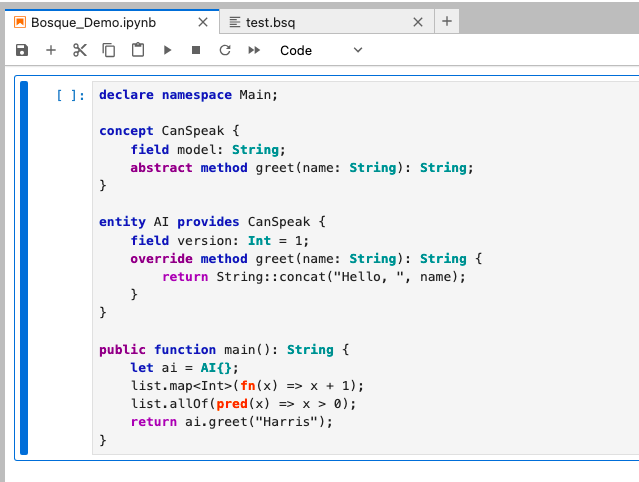 Bosque_Demo.ipynb
test.bsq
Code
[ ]:
declare namespace Main;
concept CanSpeak {
field model: String;
abstract method greet(name: String): String;
}
entity AI provides CanSpeak {
field version: Int = 1;
override method greet(name: String): String {
return String::concat("Hello, ", name);
}
}
public function main(): String {
let ai = AI{};
list.map<Int>(fn(x) => x + 1);
list.allOf(pred(x) => x > 0);
return ai.greet("Harris");
}